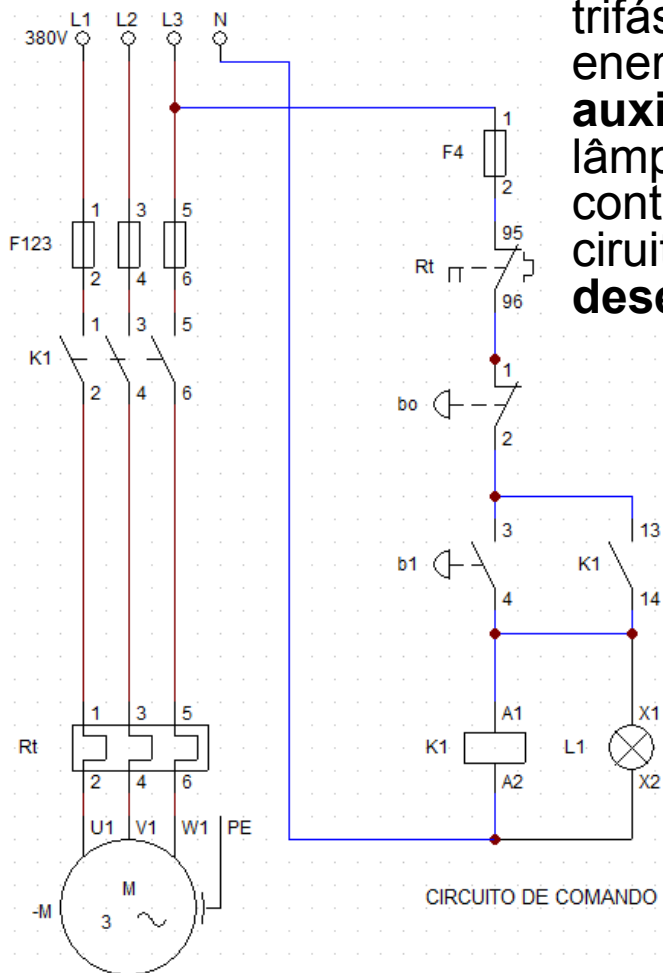 L1 L2 L3 N
380V
trifás
ener
auxi
lâmp
cont
ciruit
dese
1
F4
2
1 3 5
F123
2 4 6
95
Rt
96
1 3 5
K1
2 4 6
1
bo
2
3
b1
4
13
K1
14
1 3 5
Rt
2 4 6
A1
K1
A2
X1
L1
X2
U1 V1 W1 PE
M
3
-M
CIRCUITO DE COMANDO